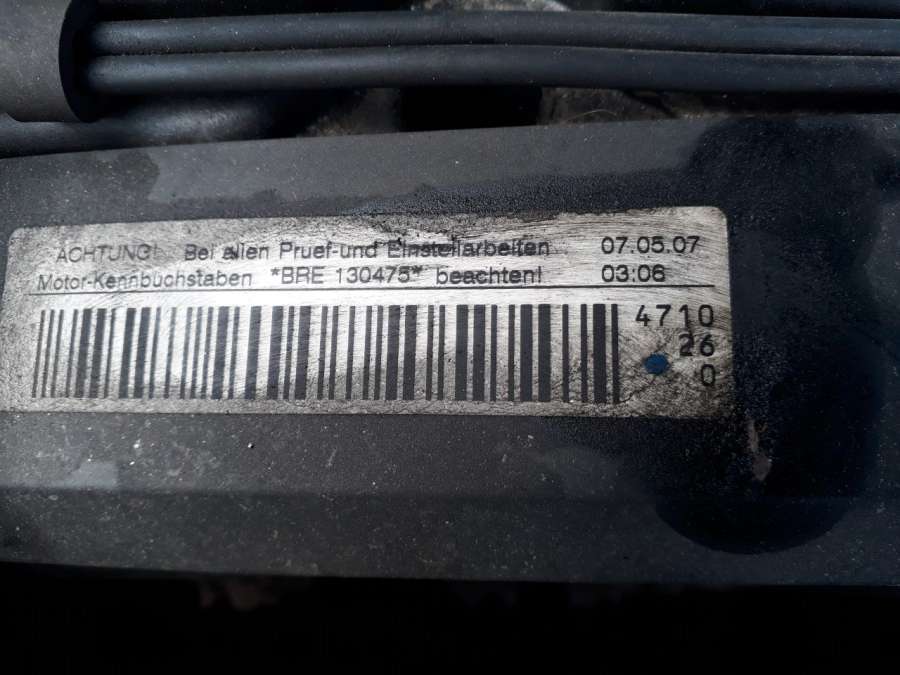 ACHTUNG! Bei allen Pruef-und Einstellarbeiten 07.05.07
Motor-Kennbuchstaben *BRE 130475* beachten! 03:06
4710
26
0